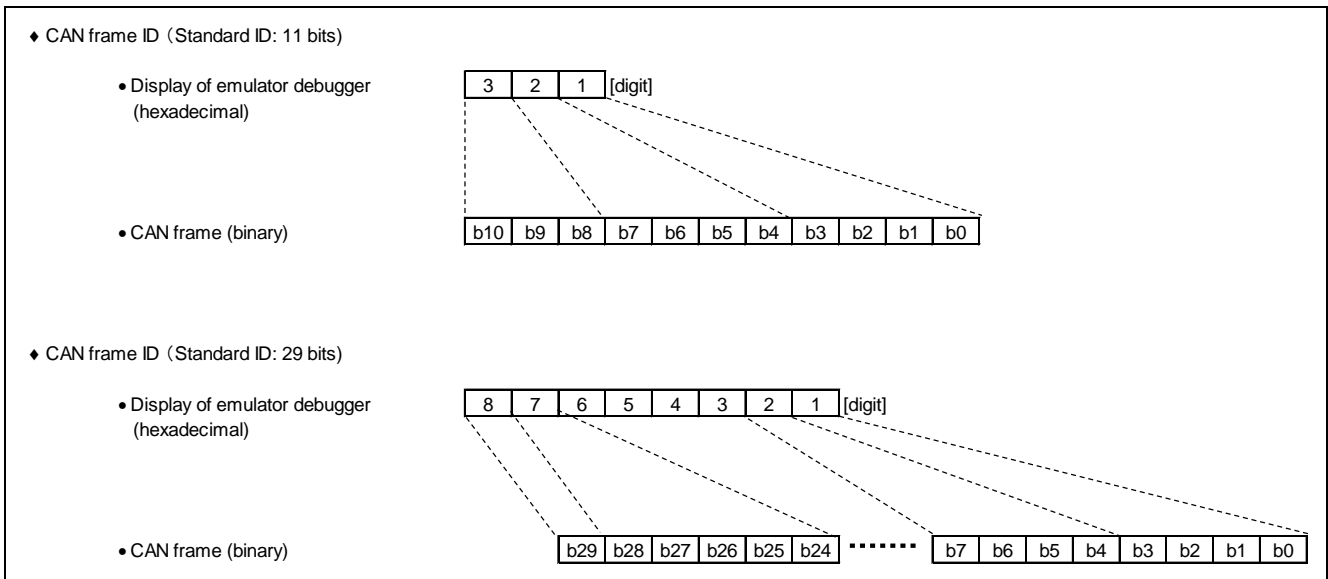 ♦ CAN frame ID（Standard ID: 11 bits)
• Display of emulator debugger
(hexadecimal)
3 2 1 [digit]
• CAN frame (binary)
b10 b9 b8 b7 b6 b5 b4 b3 b2 b1 b0
♦ CAN frame ID（Standard ID: 29 bits)
• Display of emulator debugger
(hexadecimal)
8 7 6 5 4 3 2 1 [digit]
• CAN frame (binary)
b29 b28 b27 b26 b25 b24 ······· b7 b6 b5 b4 b3 b2 b1 b0